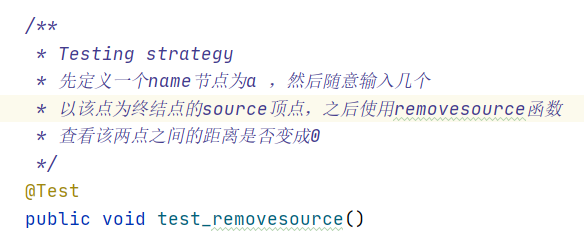 /**
* Testing strategy
* 先定义一个name节点为a ，然后随意输入几个
* 以该点为终结点的source顶点，之后使用removesource函数
* 查看该两点之间的距离是否变成0
*/
@Test
public void test_removesource()